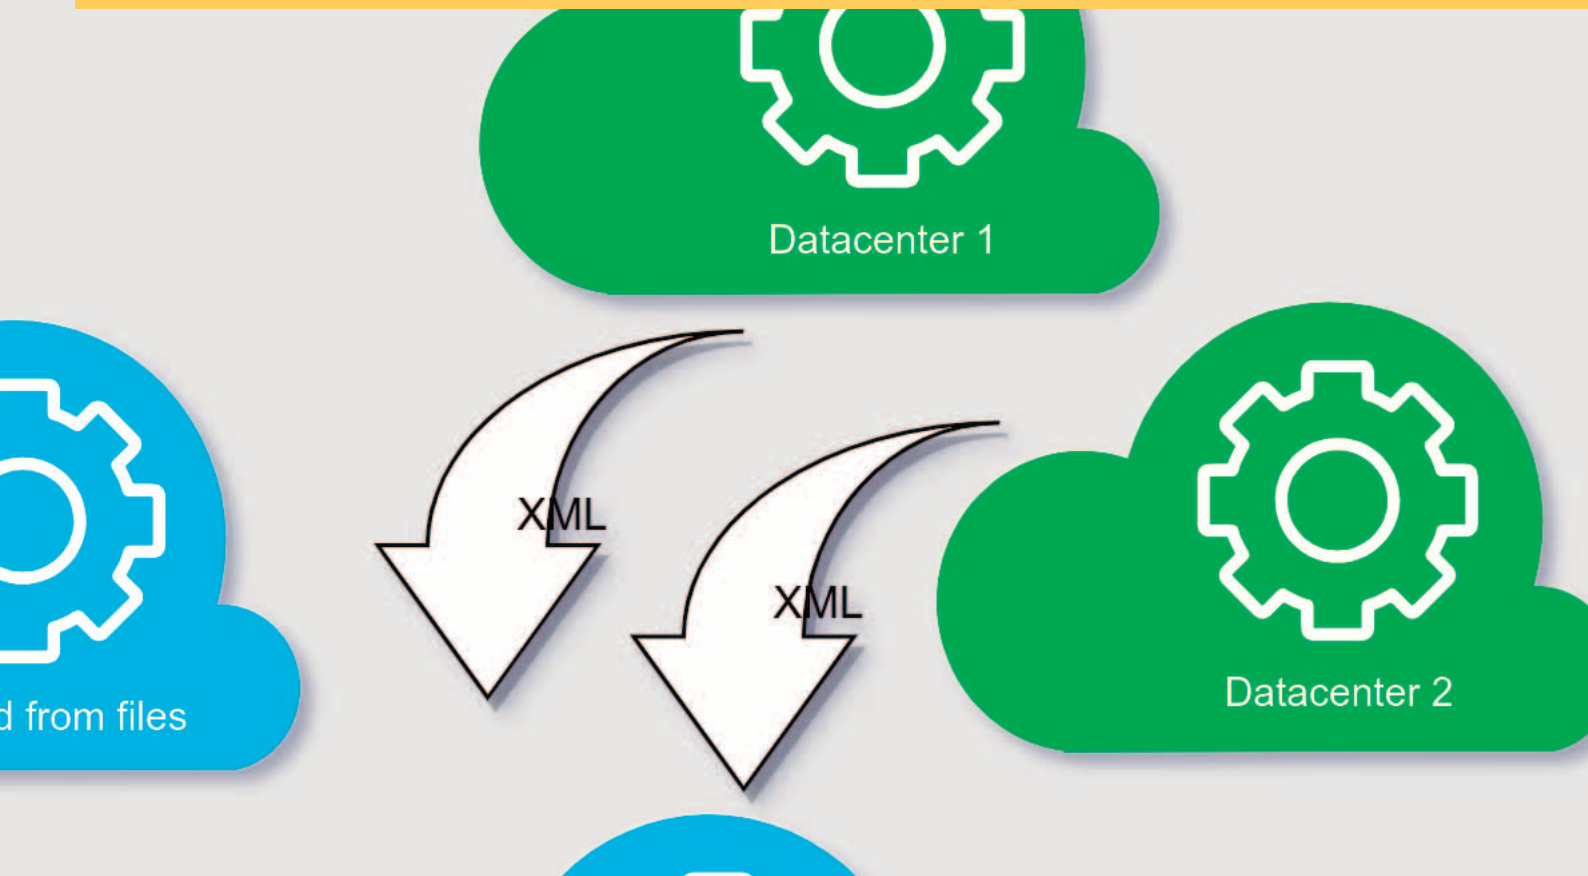 Datacenter 1
XML
XML
Datacenter 2
d from files